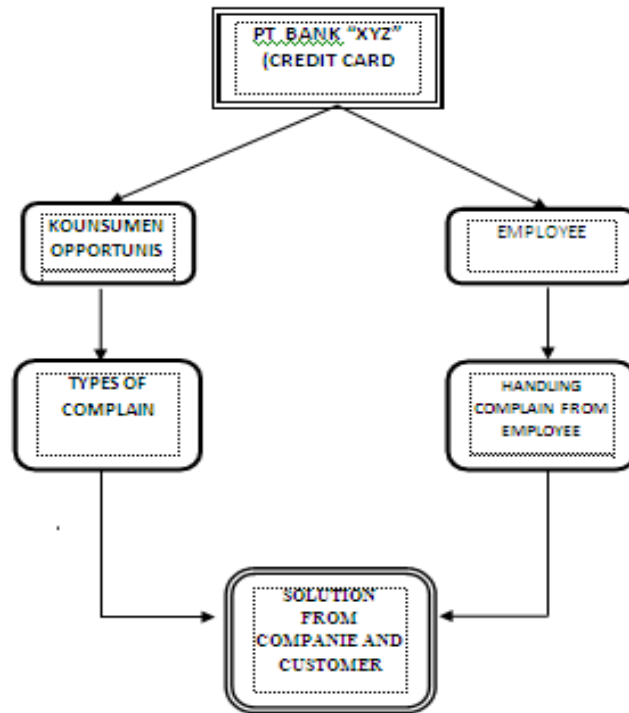 PT BANK “XYZ”
(CREDIT CARD
KOUNSUMEN
OPPORTUNIS
EMPLOYEE
TYPES OF
COMPLAIN
HANDLING
COMPLAIN FROM
EMPLOYEE
SOLUTION
FROM
COMPANIE AND
CUSTOMER